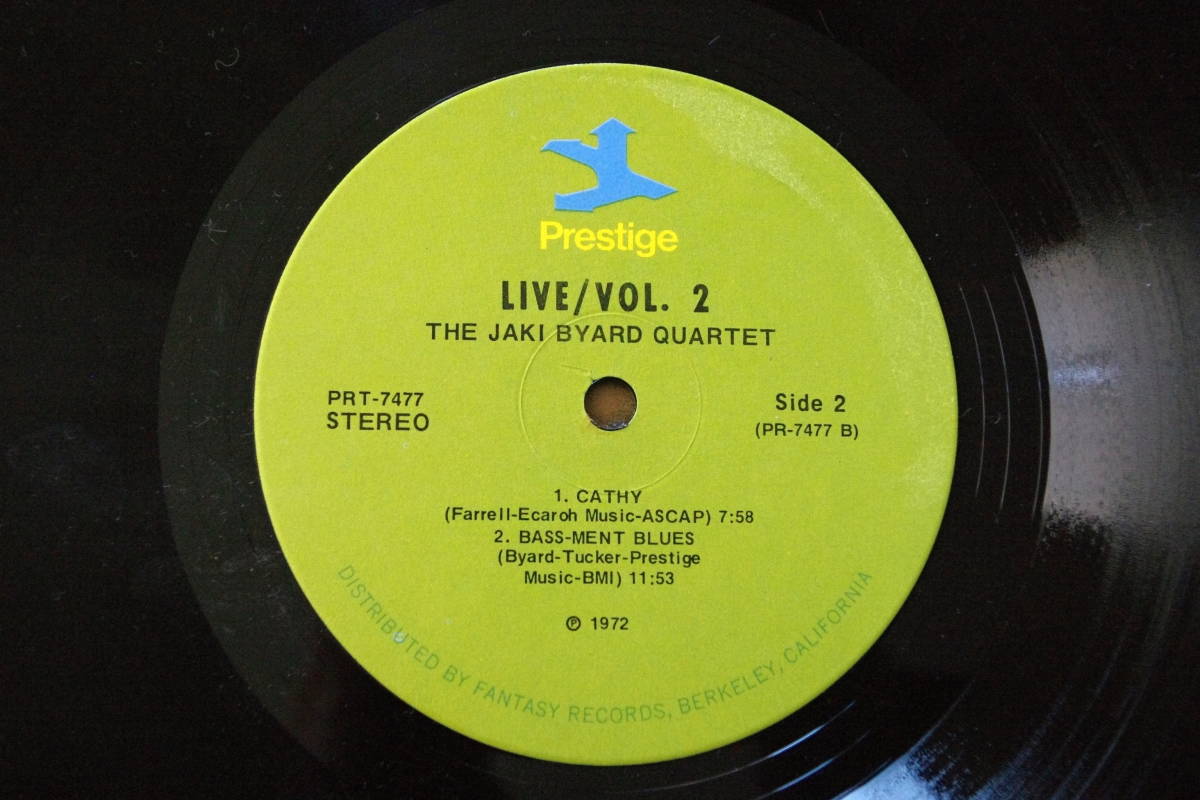 Prestige
LIVE/VOL. 2
THE JAKI BYARD QUARTET
PRT-7477
STEREO
Side 2
(PR-7477 B)
1. CATHY
(Farrell-Ecaroh Music-ASCAP) 7:58
2. BASS-MENT BLUES
(Byard-Tucker-Prestige
Music-BMI) 11:53
℗ 1972
DISTRIBUTED BY FANTASY RECORDS, BERKELEY, CALIFORNIA